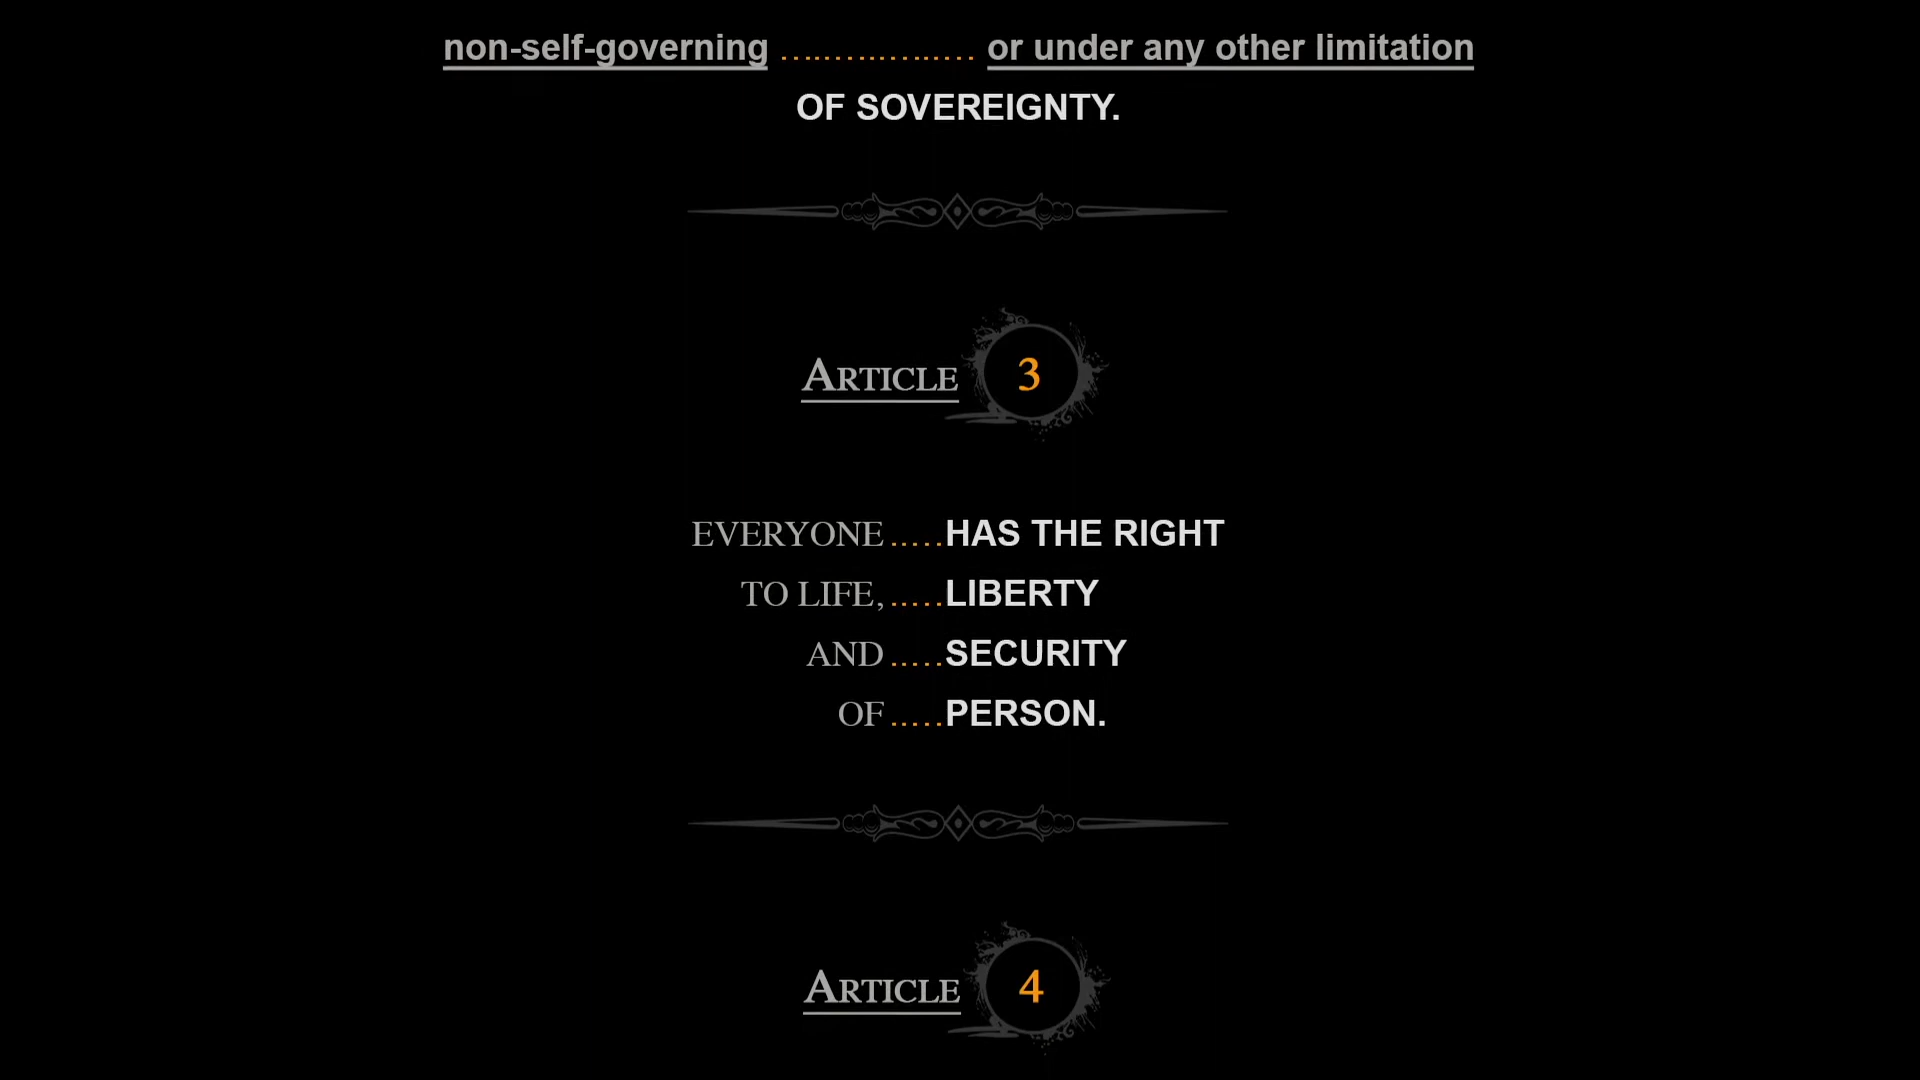 non-self-governing .................. or under any other limitation
OF SOVEREIGNTY.
ARTICLE 3
EVERYONE .....HAS THE RIGHT
TO LIFE, .....LIBERTY
AND .....SECURITY
OF .....PERSON.
ARTICLE 4